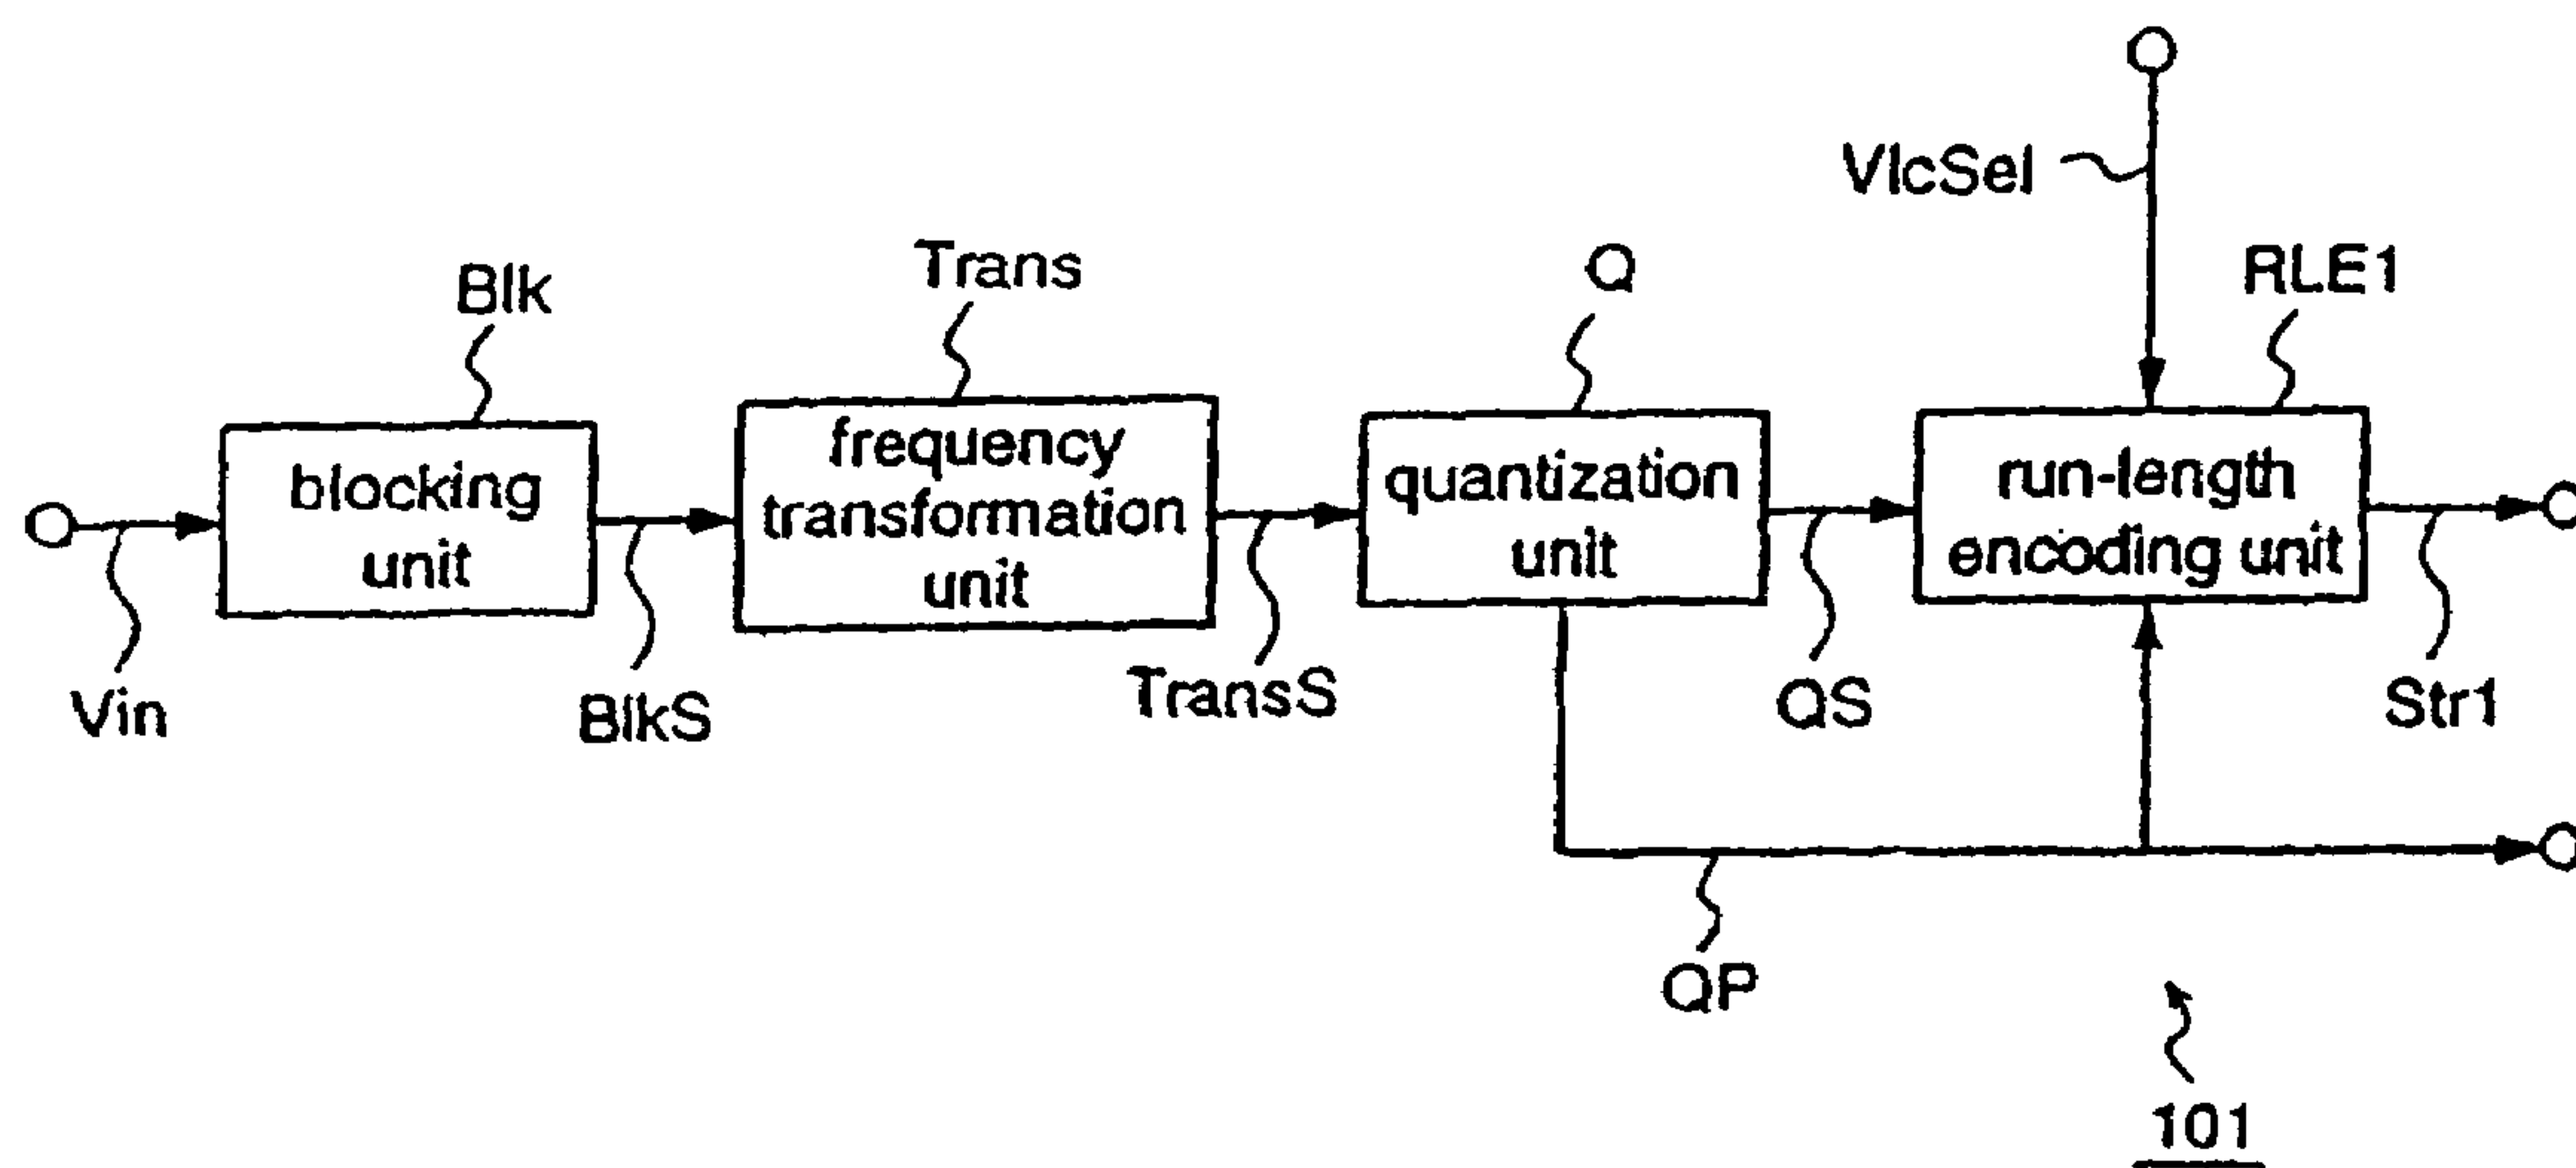 VlcSel
Blk
Trans
Q
RLE1
blocking
unit
frequency
transformation
unit
quantization
unit
run-length
encoding unit
Vin
BlkS
TransS
QS
Str1
QP
101